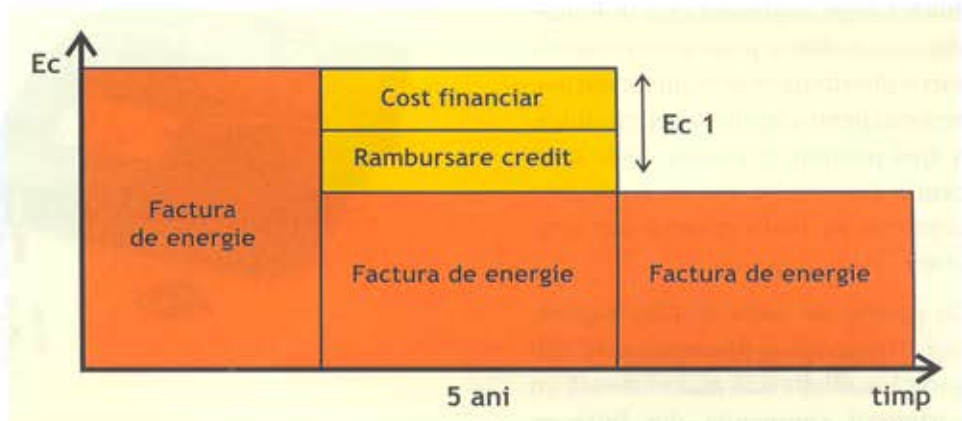 Ec
Cost financiar
Ec 1
Rambursare credit
Factura
de energie
Factura de energie
Factura de energie
5 ani
timp